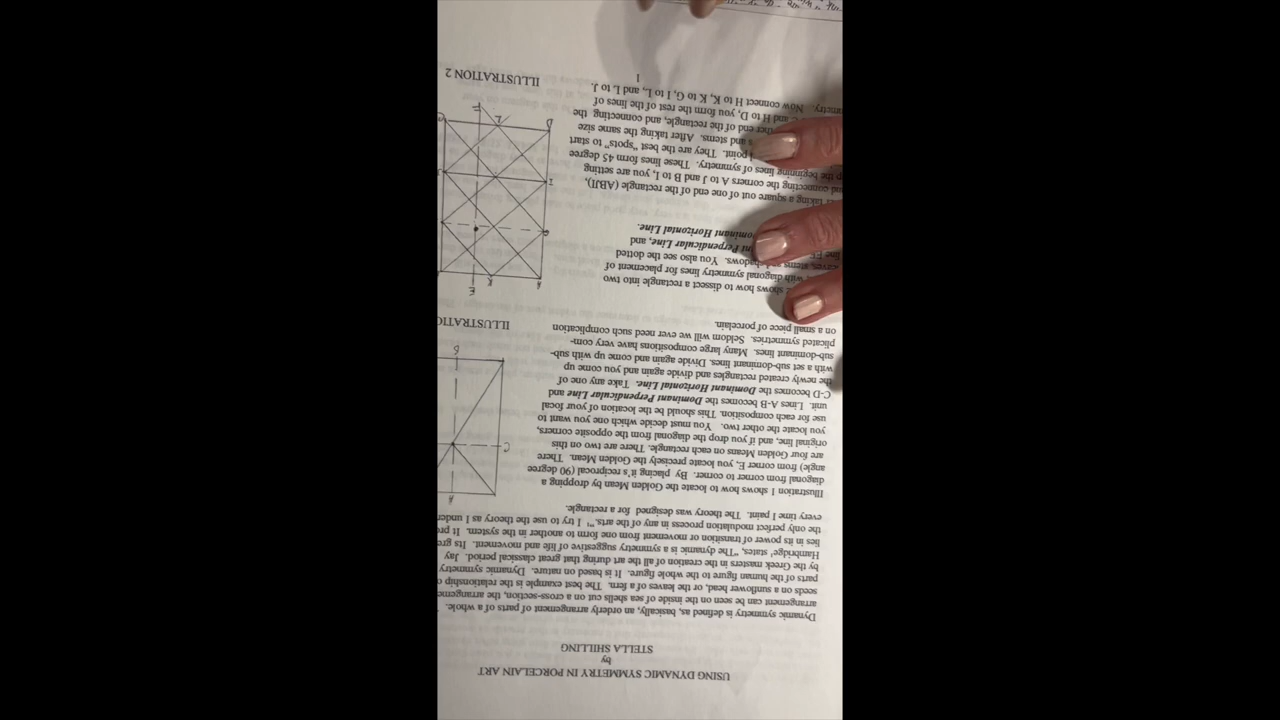 USING DYNAMIC SYMMETRY IN PORCELAIN ART
by
STELLA SHILLING
Dynamic symmetry is defined as, basically, an orderly arrangement of parts of a whole.
arrangement can be seen on the inside of sea shells cut on a cross-section, the arrangeme
seeds on a sunflower head, or the leaves of a fern. The best example is the relationship o
parts of the human figure to the whole figure. It is based on nature. Dynamic symmetry
by the Greek masters in the creation of all the art during that great classical period. Jay
Hambridge' states, "The dynamic is a symmetry suggestive of life and movement. Its gre
lies in its power of transition or movement from one form to another in the system. It pr
the only perfect modulation process in any of the arts."¹ I try to use the theory as I under
every time I paint. The theory was designed for a rectangle.
Illustration 1 shows how to locate the Golden Mean by dropping a
diagonal from corner to corner. By placing it's reciprocal (90 degree
angle) from corner E, you locate precisely the Golden Mean. There
are four Golden Means on each rectangle. There are two on this
original line, and if you drop the diagonal from the opposite corners,
you locate the other two. You must decide which one you want to
use for each composition. This should be the location of your focal
unit. Lines A-B becomes the Dominant Perpendicular Line and
C-D becomes the Dominant Horizontal Line. Take any one of
the newly created rectangles and divide again and you come up
with a set sub-dominant lines. Divide again and come up with sub-
sub-dominant lines. Many large compositions have very com-
plicated symmetries. Seldom will we ever need such complication
on a small piece of porcelain.
A
C
B
ILLUSTRATIO
shows how to dissect a rectangle into two
with diagonal symmetry lines for placement of
stems and shadows. You also see the dotted
line EF Perpendicular Line, and
Horizontal Line.
taking a square out of one end of the rectangle (ABJI),
and connecting the corners A to J and B to I, you are setting
up the beginning lines of symmetry. These lines form 45 degree
point. They are the best "spots" to start
and stems. After taking the same size
end of the rectangle, and connecting the
and H to D, you form the rest of the lines of
Now connect H to K, K to G, I to L, and L to J.
E
A
K
G
I
D
L
F
ILLUSTRATION 2
1